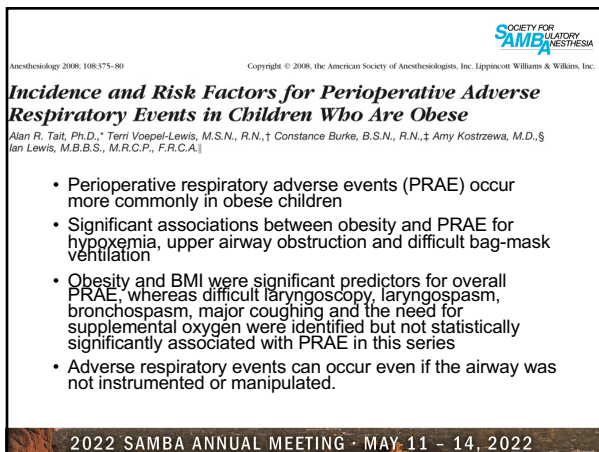 SOCIETY FOR
AMBULATORY
ANESTHESIA
Anesthesiology 2008; 108:375–80 Copyright © 2008, the American Society of Anesthesiologists, Inc. Lippincott Williams & Wilkins, Inc.
Incidence and Risk Factors for Perioperative Adverse
Respiratory Events in Children Who Are Obese
Alan R. Tait, Ph.D.,* Terri Voepel-Lewis, M.S.N., R.N.,† Constance Burke, B.S.N., R.N.,‡ Amy Kostrzewa, M.D.,§
Ian Lewis, M.B.B.S., M.R.C.P., F.R.C.A.||
• Perioperative respiratory adverse events (PRAE) occur
more commonly in obese children
• Significant associations between obesity and PRAE for
hypoxemia, upper airway obstruction and difficult bag-mask
ventilation
• Obesity and BMI were significant predictors for overall
PRAE, whereas difficult laryngoscopy, laryngospasm,
bronchospasm, major coughing and the need for
supplemental oxygen were identified but not statistically
significantly associated with PRAE in this series
• Adverse respiratory events can occur even if the airway was
not instrumented or manipulated.
2022 SAMBA ANNUAL MEETING · MAY 11 – 14, 2022